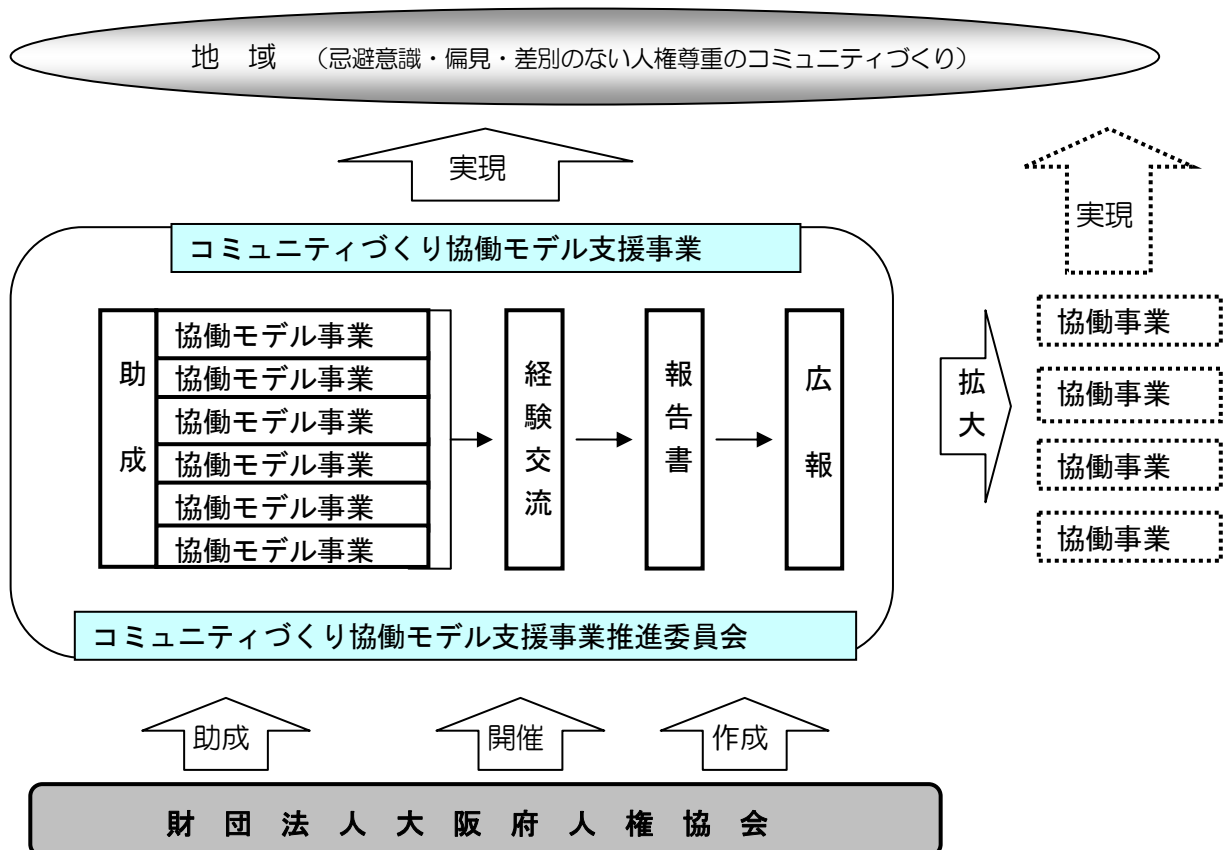 地　域　（忌避意識・偏見・差別のない人権尊重のコミュニティづくり）
実現
実現
コミュニティづくり協働モデル支援事業
助成
協働モデル事業
協働モデル事業
協働モデル事業
協働モデル事業
協働モデル事業
協働モデル事業
経験交流
報告書
広報
拡大
協働事業
協働事業
協働事業
協働事業
コミュニティづくり協働モデル支援事業推進委員会
助成
開催
作成
財団法人大阪府人権協会